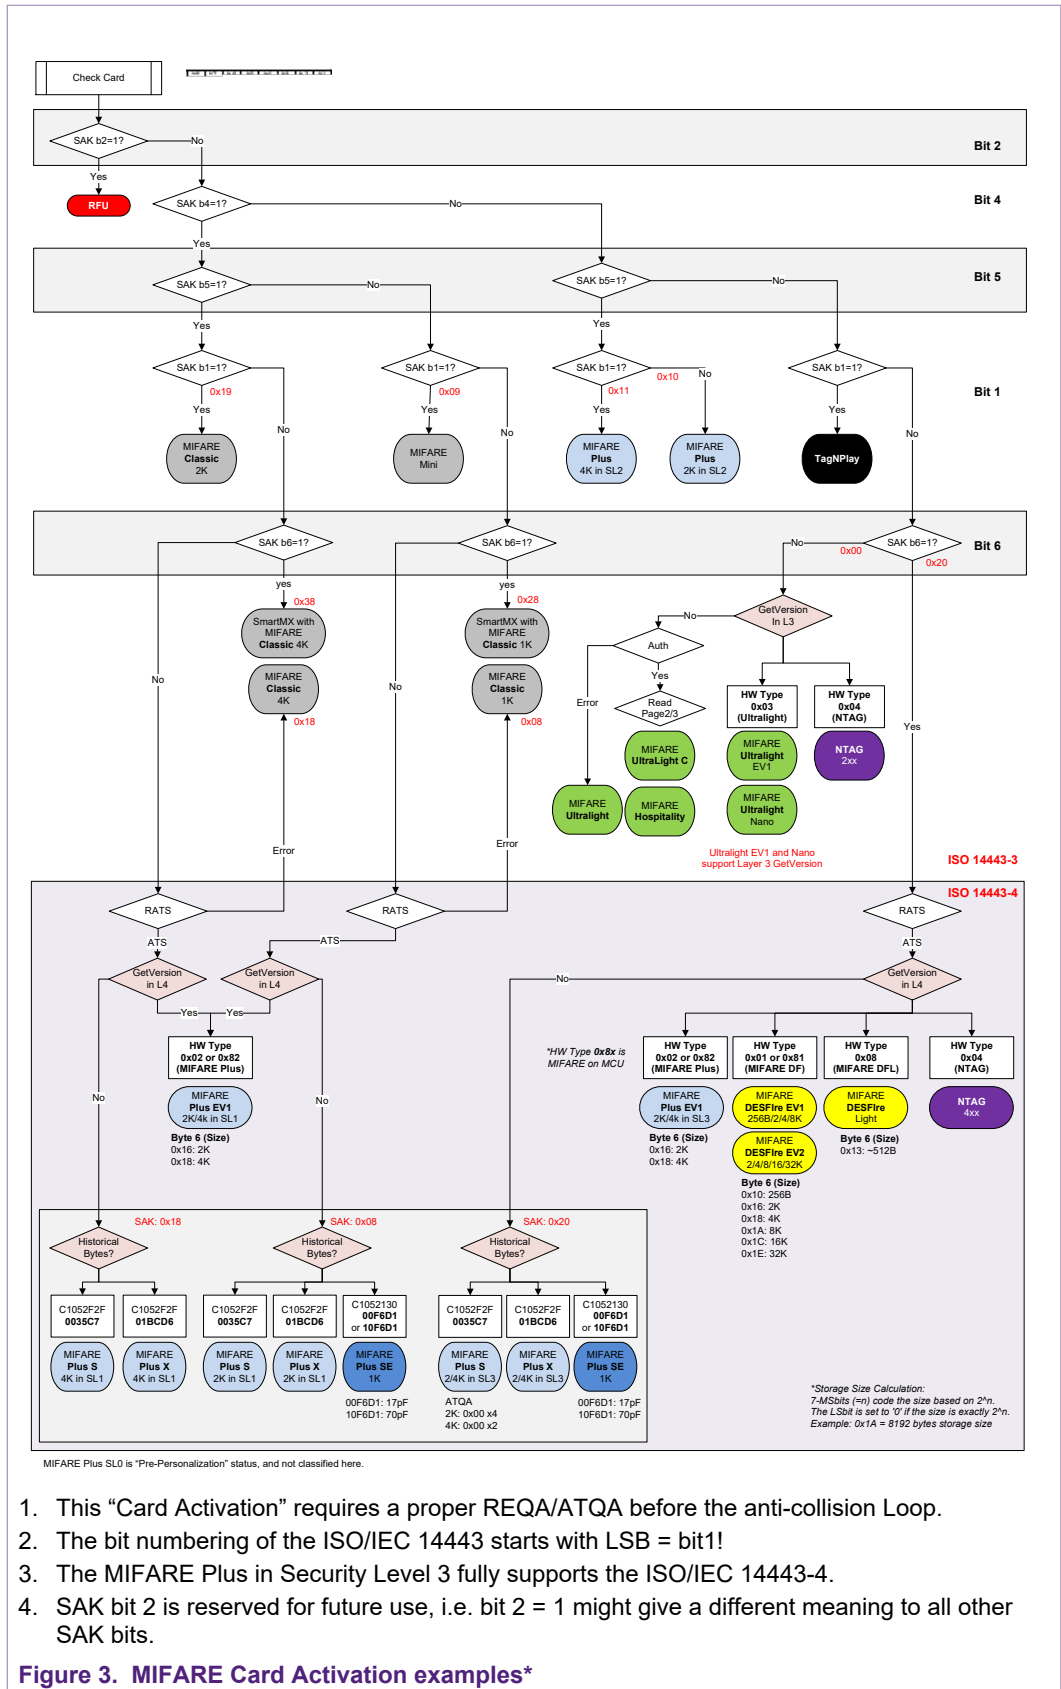 Check Card
SAK b2=1?
No
Bit 2
Yes
RFU
SAK b4=1?
No
Bit 4
Yes
SAK b5=1?
No
SAK b5=1?
No
Bit 5
Yes
Yes
SAK b1=1?
0x19
SAK b1=1?
0x09
SAK b1=1?
0x11
0x10
No
SAK b1=1?
Bit 1
Yes
No
Yes
No
Yes
Yes
No
MIFARE
Classic
2K
MIFARE
Mini
MIFARE
Plus
4K in SL2
MIFARE
Plus
2K in SL2
TagNPlay
SAK b6=1?
SAK b6=1?
No
0x00
SAK b6=1?
0x20
Bit 6
yes
0x38
yes
0x28
SmartMX with
MIFARE
Classic 4K
SmartMX with
MIFARE
Classic 1K
MIFARE
Classic
4K
0x18
MIFARE
Classic
1K
0x08
No
No
GetVersion
In L3
No
Auth
Yes
Error
Read
Page2/3
HW Type
0x03
(Ultralight)
HW Type
0x04
(NTAG)
Yes
MIFARE
UltraLight C
MIFARE
Ultralight
EV1
NTAG
2xx
MIFARE
Ultralight
MIFARE
Hospitality
MIFARE
Ultralight
Nano
Error
Error
Ultralight EV1 and Nano
support Layer 3 GetVersion
ISO 14443-3
ISO 14443-4
RATS
RATS
RATS
ATS
ATS
ATS
GetVersion
in L4
GetVersion
in L4
No
GetVersion
in L4
Yes
Yes
HW Type
0x02 or 0x82
(MIFARE Plus)
*HW Type 0x8x is
MIFARE on MCU
HW Type
0x02 or 0x82
(MIFARE Plus)
HW Type
0x01 or 0x81
(MIFARE DF)
HW Type
0x08
(MIFARE DFL)
HW Type
0x04
(NTAG)
No
No
MIFARE
Plus EV1
2K/4k in SL1
Byte 6 (Size)
0x16: 2K
0x18: 4K
MIFARE
Plus EV1
2K/4k in SL3
Byte 6 (Size)
0x16: 2K
0x18: 4K
MIFARE
DESFIre EV1
256B/2/4/8K
MIFARE
DESFIre EV2
2/4/8/16/32K
Byte 6 (Size)
0x10: 256B
0x16: 2K
0x18: 4K
0x1A: 8K
0x1C: 16K
0x1E: 32K
MIFARE
DESFIre
Light
Byte 6 (Size)
0x13: ~512B
NTAG
4xx
SAK: 0x18
SAK: 0x08
SAK: 0x20
Historical
Bytes?
Historical
Bytes?
Historical
Bytes?
C1052F2F
0035C7
C1052F2F
01BCD6
C1052F2F
0035C7
C1052F2F
01BCD6
C1052130
00F6D1
or 10F6D1
C1052F2F
0035C7
C1052F2F
01BCD6
C1052130
00F6D1
or 10F6D1
MIFARE
Plus S
4K in SL1
MIFARE
Plus X
4K in SL1
MIFARE
Plus S
2K in SL1
MIFARE
Plus X
2K in SL1
MIFARE
Plus SE
1K
MIFARE
Plus S
2/4K in SL3
MIFARE
Plus X
2/4K in SL3
MIFARE
Plus SE
1K
00F6D1: 17pF
10F6D1: 70pF
ATQA
2K: 0x00 x4
4K: 0x00 x2
00F6D1: 17pF
10F6D1: 70pF
*Storage Size Calculation:
7-MSbits (=n) code the size based on 2^n.
The LSbit is set to '0' if the size is exactly 2^n.
Example: 0x1A = 8192 bytes storage size
MIFARE Plus SL0 is "Pre-Personalization" status, and not classified here.
1. This “Card Activation” requires a proper REQA/ATQA before the anti-collision Loop.
2. The bit numbering of the ISO/IEC 14443 starts with LSB = bit1!
3. The MIFARE Plus in Security Level 3 fully supports the ISO/IEC 14443-4.
4. SAK bit 2 is reserved for future use, i.e. bit 2 = 1 might give a different meaning to all other
SAK bits.
Figure 3. MIFARE Card Activation examples*